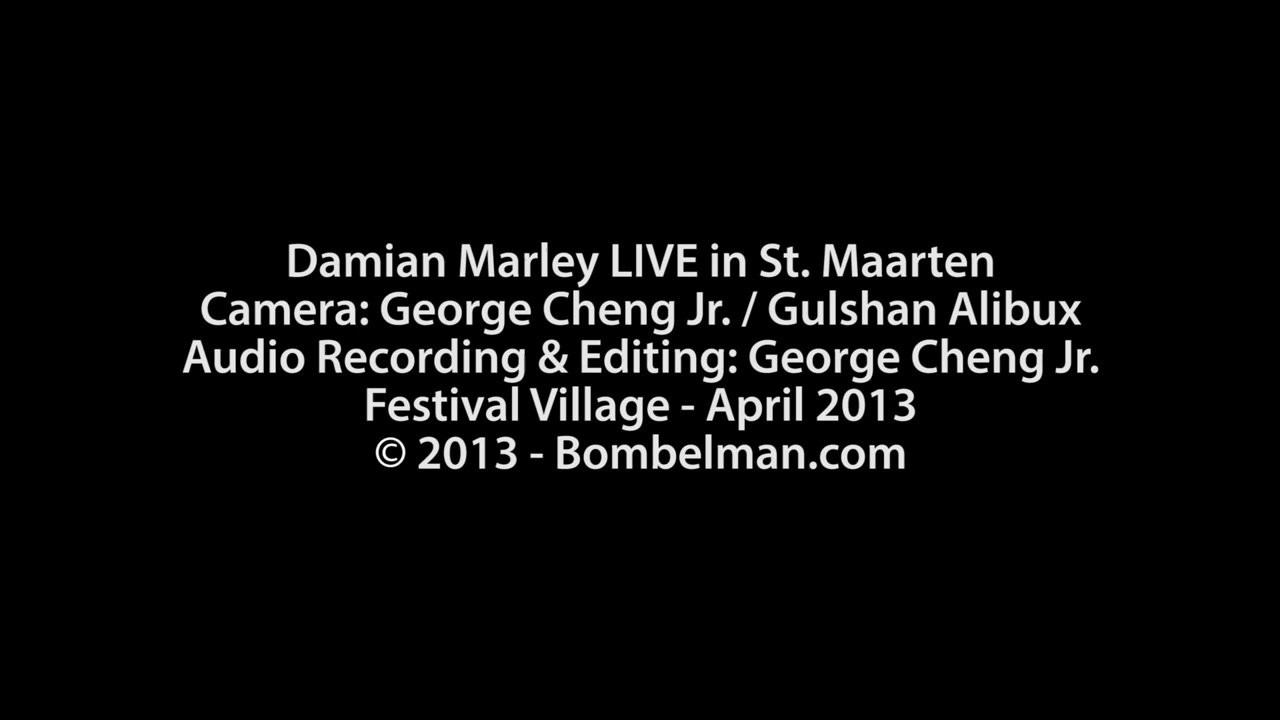 Damian Marley LIVE in St. Maarten
Camera: George Cheng Jr. / Gulshan Alibux
Audio Recording & Editing: George Cheng Jr.
Festival Village - April 2013
© 2013 - Bombelman.com